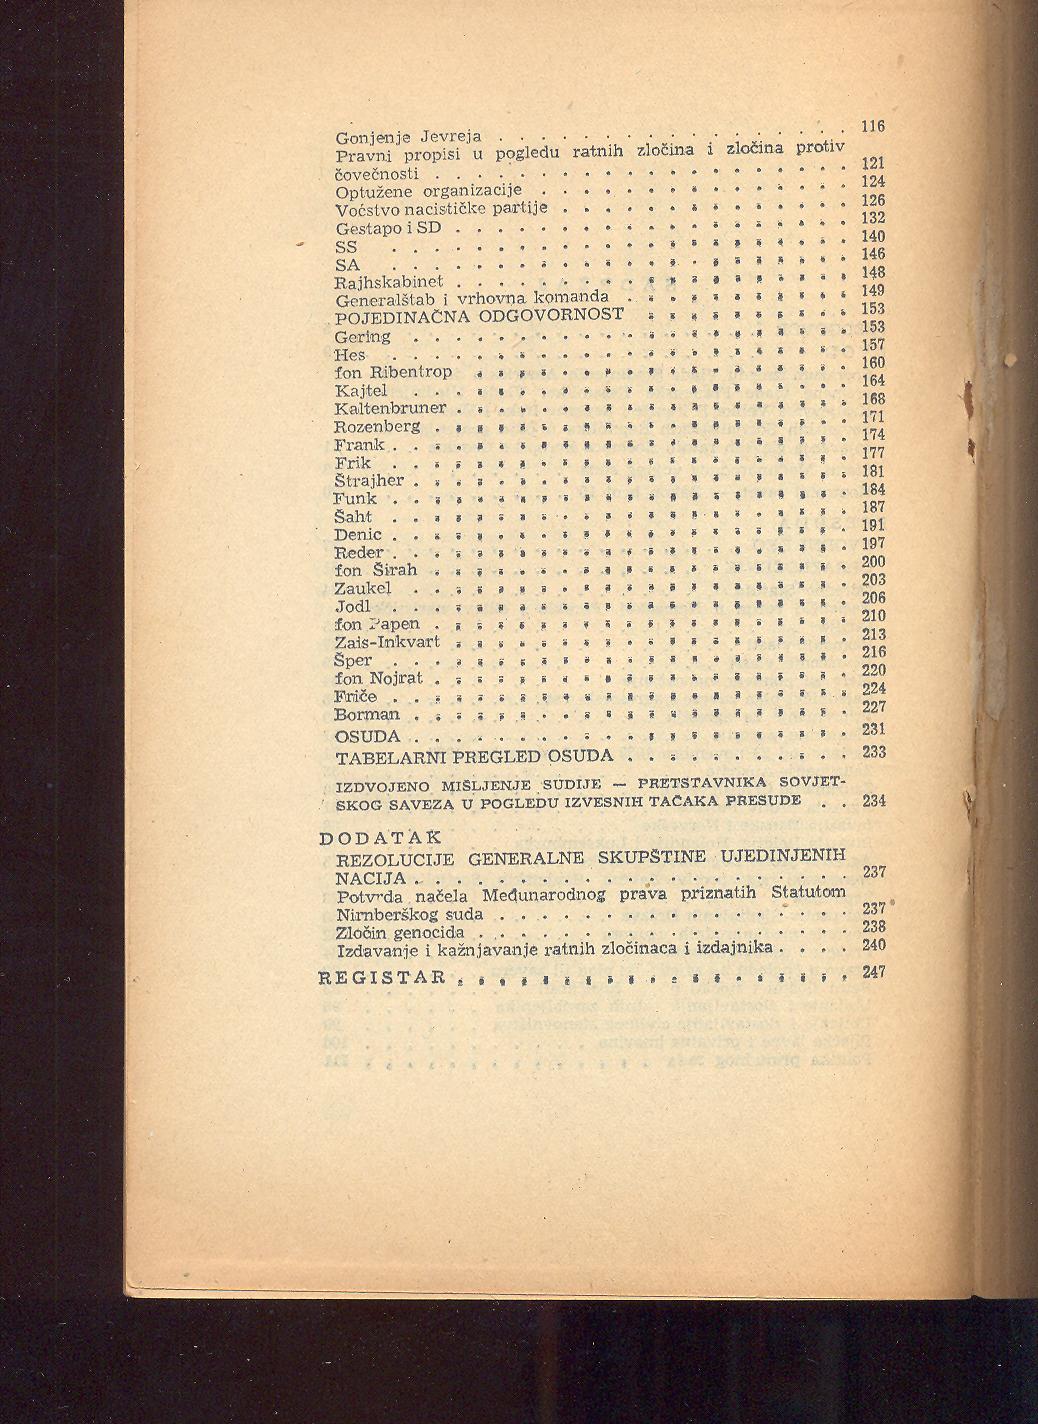 Gonjenje Jevreja . . . . . . . . . . . . . . . . . 116
Pravni propisi u pogledu ratnih zločina i zločina protiv
čovečnosti . . . . . . . . . . . . . . . . . . . . 121
Optužene organizacije . . . . . . . . . . . . . . . 124
Voćstvo nacističke partije . . . . . . . . . . . . . . 126
Gestapo i SD . . . . . . . . . . . . . . . . . . . 132
SS . . . . . . . . . . . . . . . . . . . . . . 140
SA . . . . . . . . . . . . . . . . . . . . . . 146
Rajhskabinet . . . . . . . . . . . . . . . . . . . 148
Generalštab i vrhovna komanda . . . . . . . . . . . 149
POJEDINAČNA ODGOVORNOST . . . . . . . . . . 153
Gering . . . . . . . . . . . . . . . . . . . . . 153
Hes . . . . . . . . . . . . . . . . . . . . . . 157
fon Ribentrop . . . . . . . . . . . . . . . . . . 160
Kajtel . . . . . . . . . . . . . . . . . . . . . 164
Kaltenbruner . . . . . . . . . . . . . . . . . . . 168
Rozenberg . . . . . . . . . . . . . . . . . . . . 171
Frank . . . . . . . . . . . . . . . . . . . . . . 174
Frik . . . . . . . . . . . . . . . . . . . . . . 177
Štrajher . . . . . . . . . . . . . . . . . . . . . 181
Funk . . . . . . . . . . . . . . . . . . . . . . 184
Šaht . . . . . . . . . . . . . . . . . . . . . . 187
Denic . . . . . . . . . . . . . . . . . . . . . . 191
Reder . . . . . . . . . . . . . . . . . . . . . . 197
fon Širah . . . . . . . . . . . . . . . . . . . . 200
Zaukel . . . . . . . . . . . . . . . . . . . . . 203
Jodl . . . . . . . . . . . . . . . . . . . . . . 206
fon Papen . . . . . . . . . . . . . . . . . . . . 210
Zais-Inkvart . . . . . . . . . . . . . . . . . . . 213
Šper . . . . . . . . . . . . . . . . . . . . . . 216
fon Nojrat . . . . . . . . . . . . . . . . . . . . 220
Friče . . . . . . . . . . . . . . . . . . . . . . 224
Borman . . . . . . . . . . . . . . . . . . . . . 227
OSUDA . . . . . . . . . . . . . . . . . . . . . 231
TABELARNI PREGLED OSUDA . . . . . . . . . . . 233
IZDVOJENO MIŠLJENJE SUDIJE — PRETSTAVNIKA SOVJET-
SKOG SAVEZA U POGLEDU IZVESNIH TAČAKA PRESUDE . . 234
DODATAK
REZOLUCIJE GENERALNE SKUPŠTINE UJEDINJENIH
NACIJA . . . . . . . . . . . . . . . . . . . . . 237
Potvrda načela Međunarodnog prava priznatih Statutom
Nirnberškog suda . . . . . . . . . . . . . . . . . 237
Zločin genocida . . . . . . . . . . . . . . . . . . 238
Izdavanje i kažnjavanje ratnih zločinaca i izdajnika . . . . 240
REGISTAR . . . . . . . . . . . . . . . . . . . 247